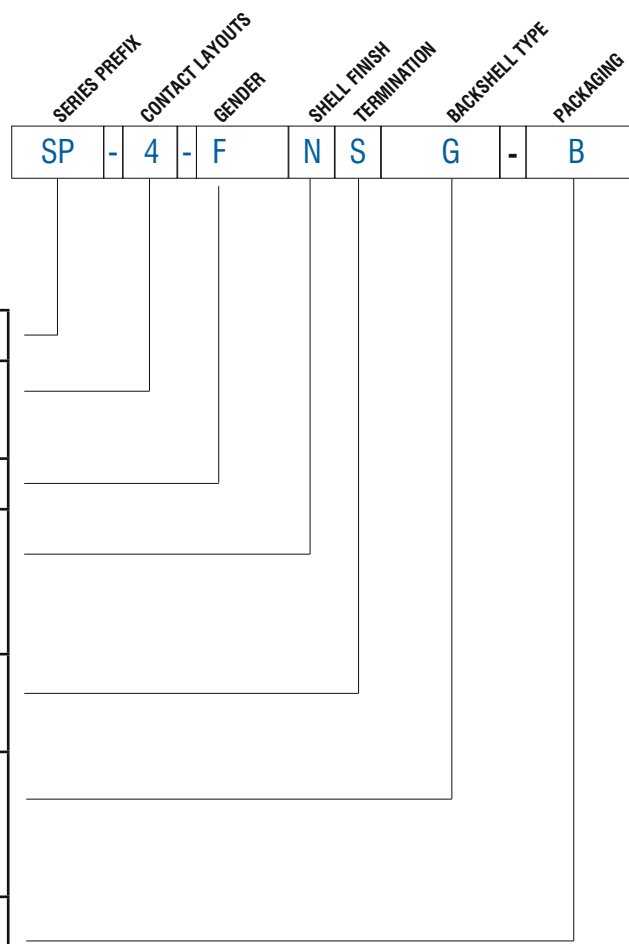 SERIES PREFIX
CONTACT LAYOUTS
GENDER
SHELL FINISH
TERMINATION
BACKSHELL TYPE
PACKAGING
SP - 4 - F N S G - B